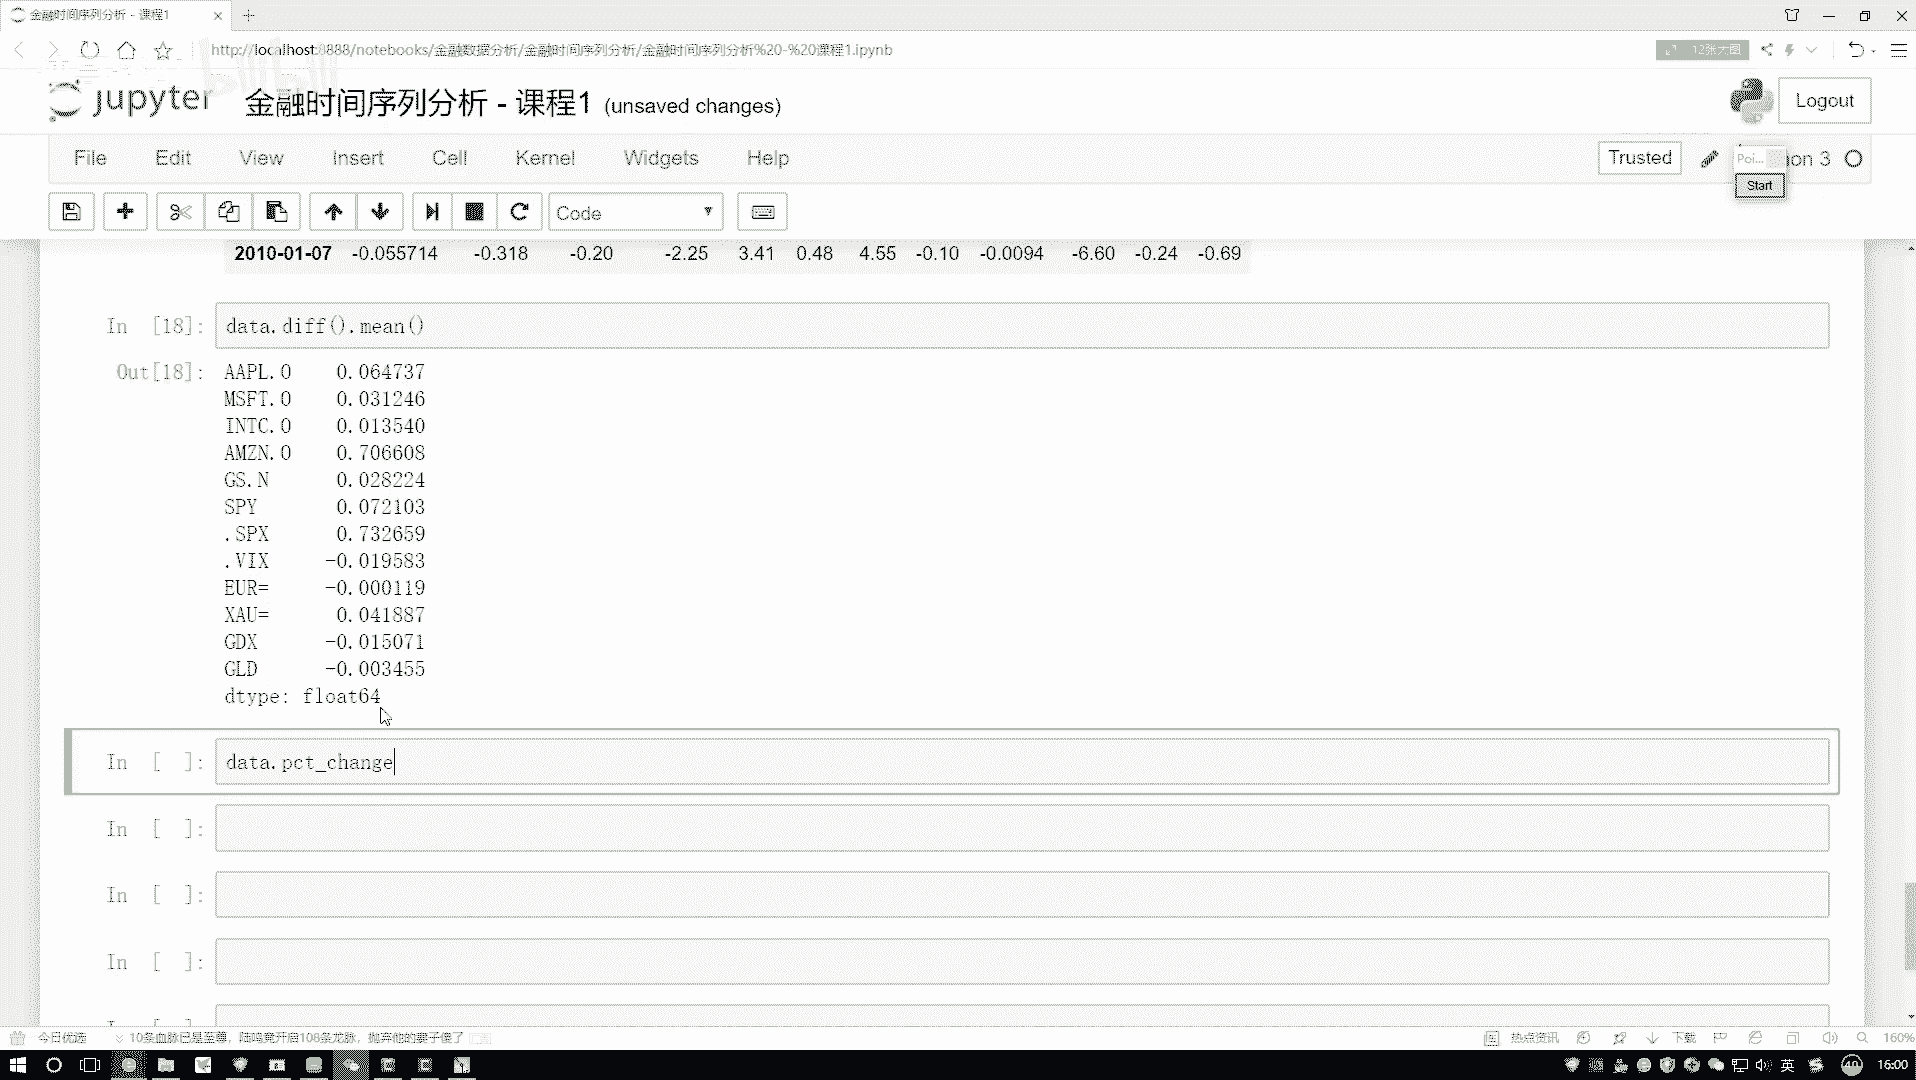 金融时间序列分析 - 课程1
http://localhost:8888/notebooks/金融数据分析/金融时间序列分析/金融时间序列分析%20-%20课程1.ipynb
12张大图
bilibili
jupyter 金融时间序列分析 - 课程1 (unsaved changes)
Logout
File Edit View Insert Cell Kernel Widgets Help
Trusted
Poi...
on 3
Start
Code
2010-01-07 -0.055714 -0.318 -0.20 -2.25 3.41 0.48 4.55 -0.10 -0.0094 -6.60 -0.24 -0.69
In [18]: data.diff().mean()
Out[18]: AAPL.O 0.064737
MSFT.O 0.031246
INTC.O 0.013540
AMZN.O 0.706608
GS.N 0.028224
SPY 0.072103
.SPX 0.732659
.VIX -0.019583
EUR= -0.000119
XAU= 0.041887
GDX -0.015071
GLD -0.003455
dtype: float64
In [ ]: data.pct_change
In [ ]:
In [ ]:
In [ ]:
今日优选 10条血脉已是至尊，陆鸣竟开启108条龙脉，抛弃他的妻子傻了
热点资讯 下载 160%
英 40 16:00